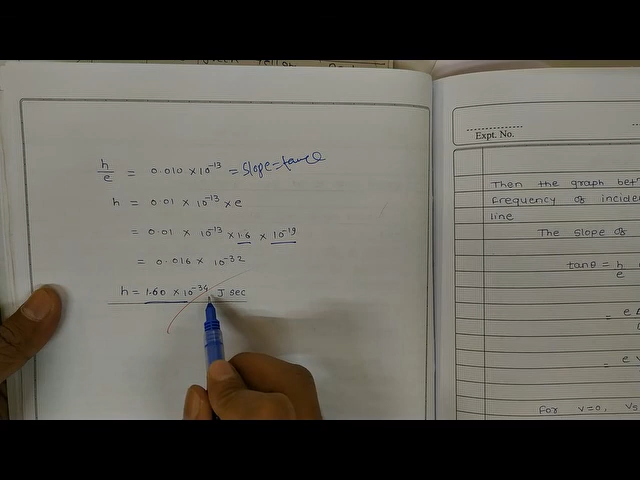 h/e = 0.010 × 10⁻¹³ = slope = tanθ
h = 0.01 × 10⁻¹³ × e
= 0.01 × 10⁻¹³ × 1.6 × 10⁻¹⁹
= 0.016 × 10⁻³²
h = 1.60 × 10⁻³⁴ J sec
Expt. No.
Then the graph bet
frequency of incide
line
The slope of
tanθ = h/e
= e
= e V
For ν=0, Vs